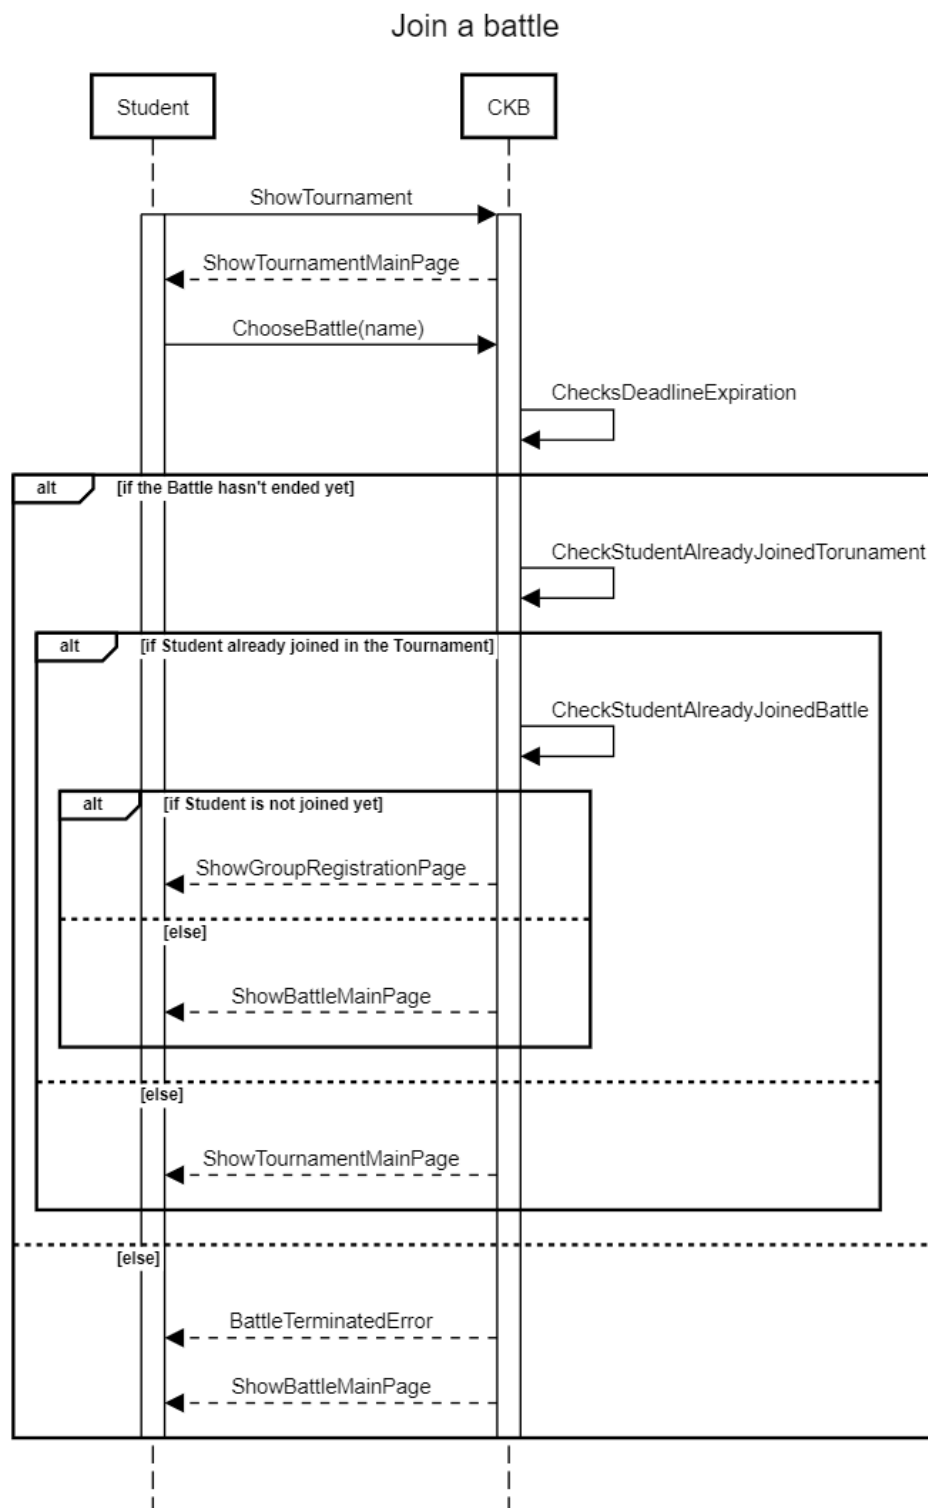 Join a battle
Student
CKB
ShowTournament
ShowTournamentMainPage
ChooseBattle(name)
ChecksDeadlineExpiration
alt
[if the Battle hasn't ended yet]
CheckStudentAlreadyJoinedTorunament
alt
[if Student already joined in the Tournament]
CheckStudentAlreadyJoinedBattle
alt
[if Student is not joined yet]
ShowGroupRegistrationPage
[else]
ShowBattleMainPage
[else]
ShowTournamentMainPage
[else]
BattleTerminatedError
ShowBattleMainPage